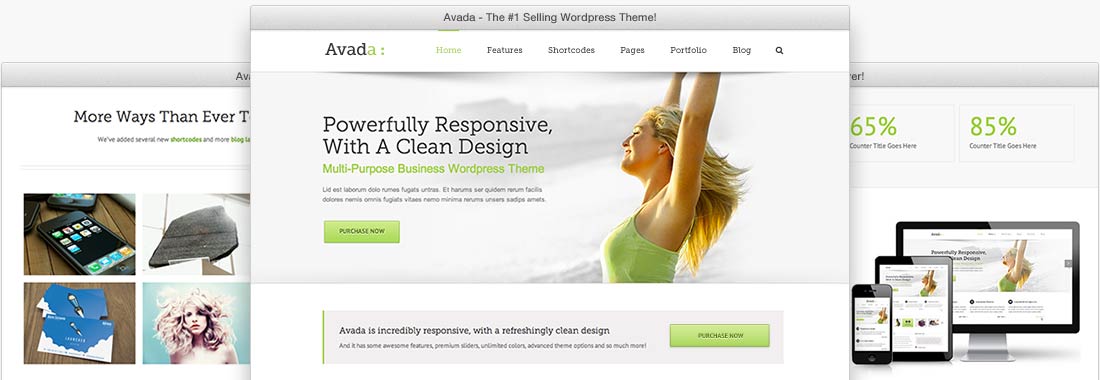 Avada - The #1 Selling Wordpress Theme!
Avada :
Home Features Shortcodes Pages Portfolio Blog
Powerfully Responsive,
With A Clean Design
Multi-Purpose Business Wordpress Theme
Lid est laborum dolo rumes fugats untras. Et harums ser quidem rerum facilis
dolores nemis omnis fugiats vitaes nemo minima rerums unsers sadips amets.
PURCHASE NOW
Avada is incredibly responsive, with a refreshingly clean design
And it has some awesome features, premium sliders, unlimited colors, advanced theme options and so much more!
PURCHASE NOW
More Ways Than Ever
We've added several new shortcodes and more blog
65%
Counter Title Goes Here
85%
Counter Title Goes Here
Avada
Powerfully Responsive,
With A Clean Design